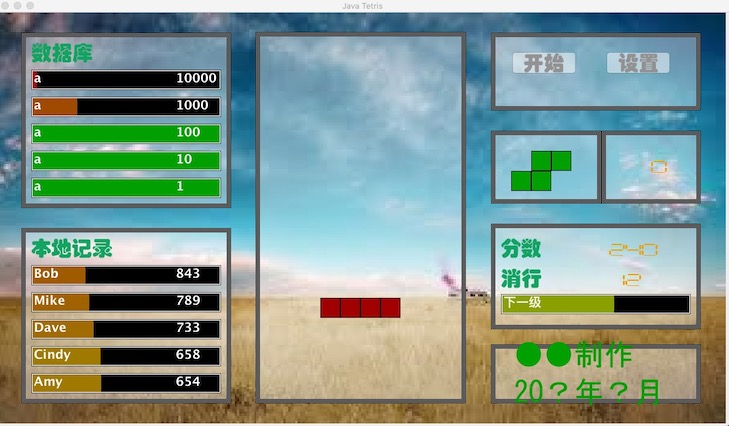 Java Tetris
数据库
a 10000
a 1000
a 100
a 10
a 1
本地记录
Bob 843
Mike 789
Dave 733
Cindy 658
Amy 654
开始 设置
0
分数 240
消行 12
下一级
●●制作
20？年？月